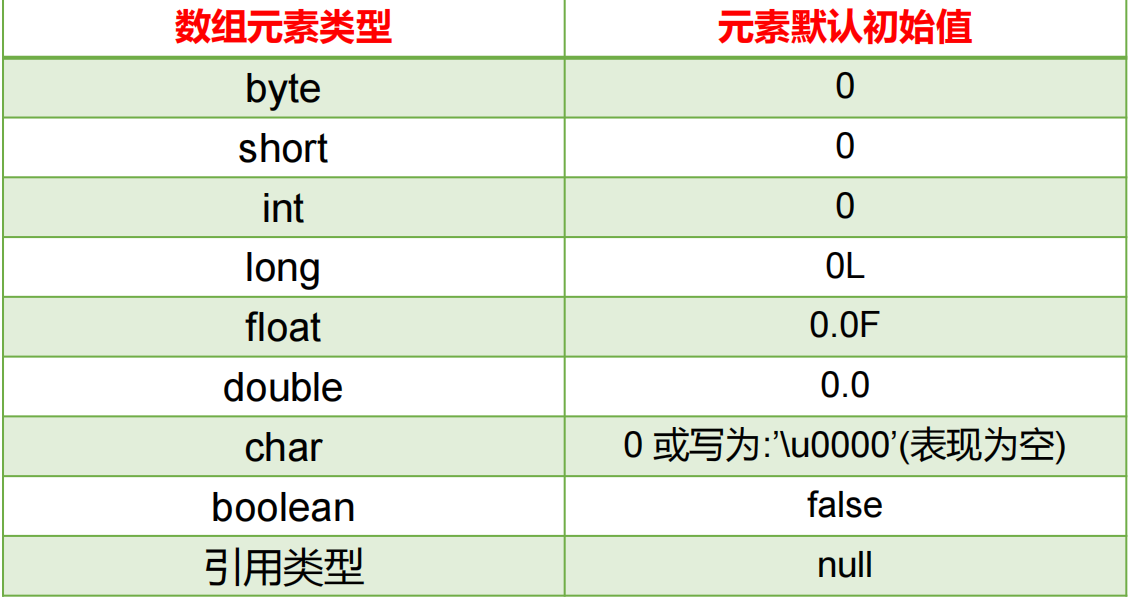 数组元素类型 元素默认初始值
byte 0
short 0
int 0
long 0L
float 0.0F
double 0.0
char 0 或写为:’\u0000’(表现为空)
boolean false
引用类型 null